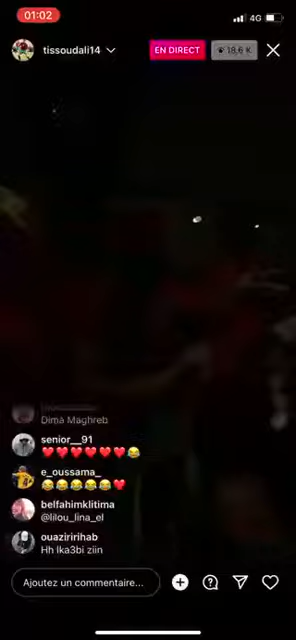 01:02
4G
tissoudali14
EN DIRECT
18,6 K
Dima Maghreb
senior__91
❤️❤️❤️❤️❤️❤️😂
e_oussama_
😂😂😂😂😂❤️
belfahimklitima
@lilou_lina_el
ouaziririhab
Hh lka3bi ziin
Ajoutez un commentaire...